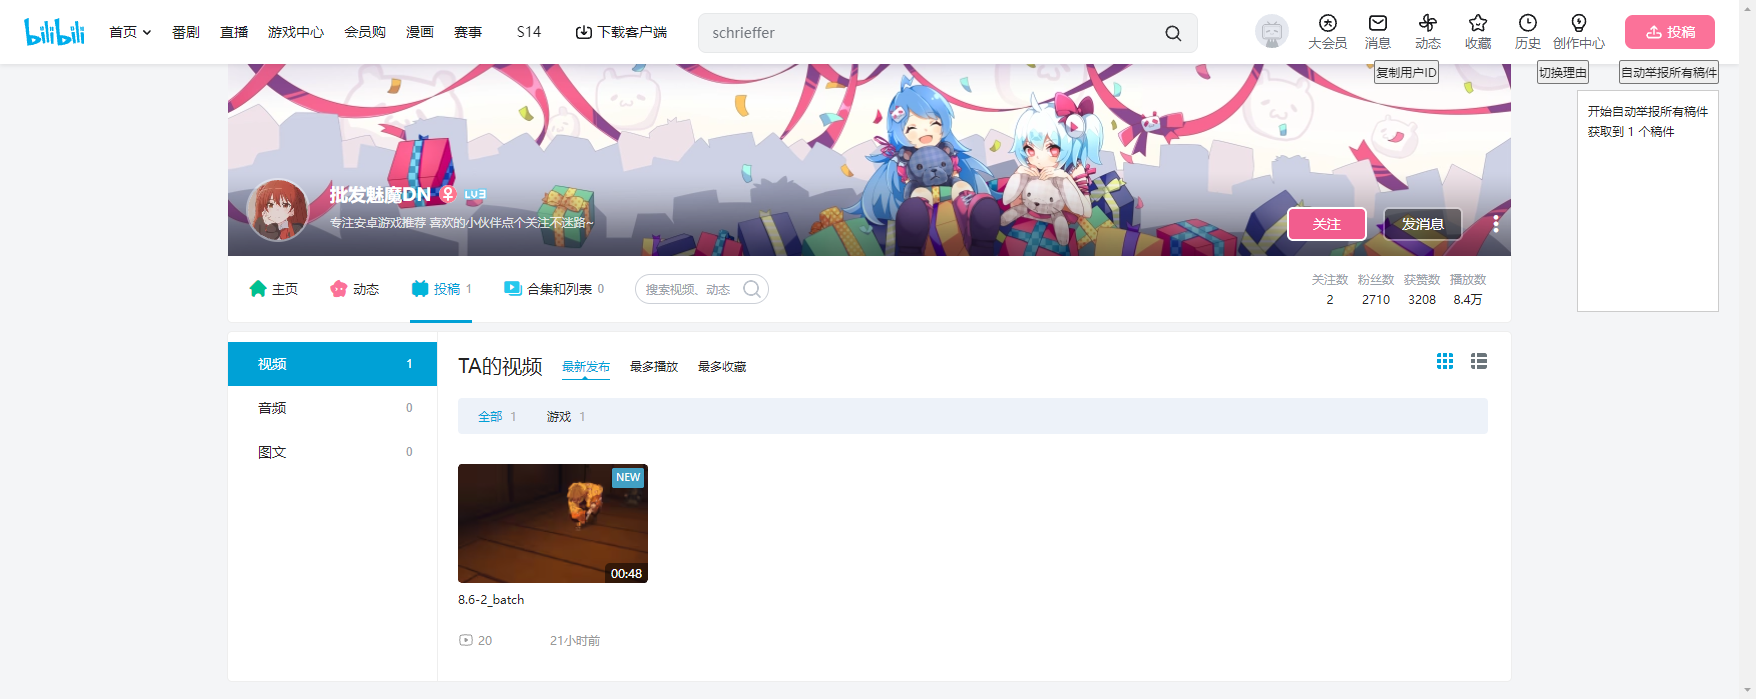 bilibili
首页 番剧 直播 游戏中心 会员购 漫画 赛事 S14 下载客户端 schrieffer 大会员 消息 动态 收藏 历史 创作中心 投稿
复制用户ID 切换理由 自动举报所有稿件
开始自动举报所有稿件
获取到 1 个稿件
批发魅魔DN LV3
专注安卓游戏推荐 喜欢的小伙伴点个关注不迷路~
关注 发消息
主页 动态 投稿 1 合集和列表 0 搜索视频、动态
关注数 粉丝数 获赞数 播放数
2 2710 3208 8.4万
视频 1
音频 0
图文 0
TA的视频 最新发布 最多播放 最多收藏
全部 1 游戏 1
NEW
00:48
8.6-2_batch
20 21小时前